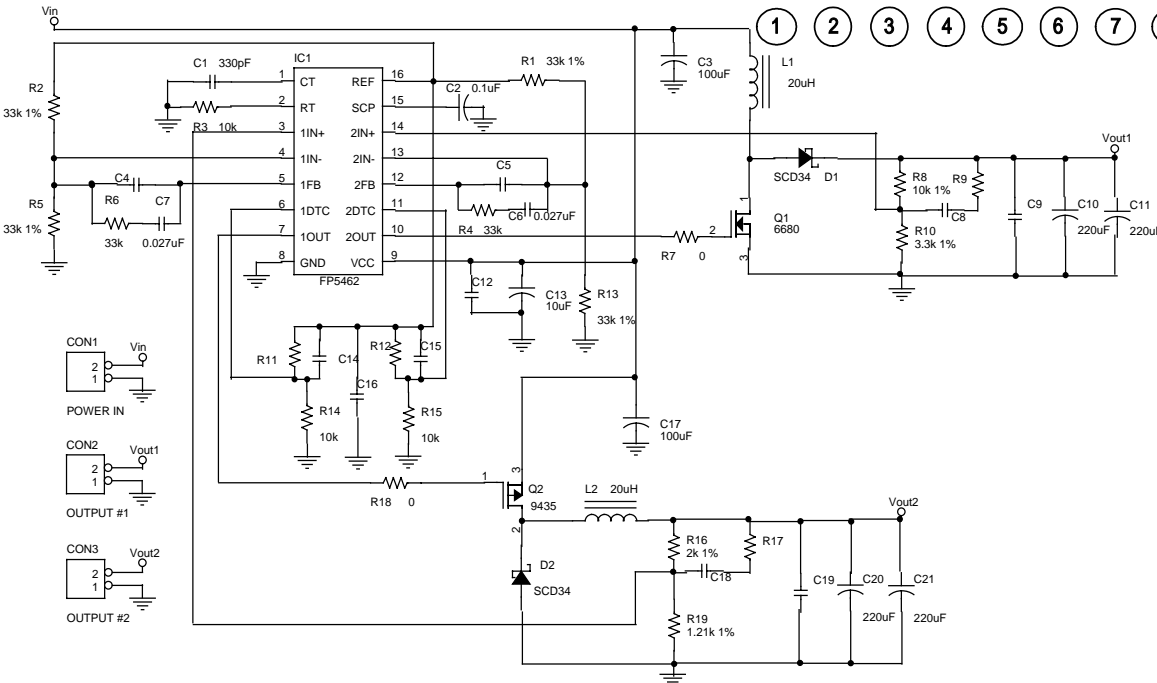 Vin
1 2 3 4 5 6 7
IC1
C1 330pF
R1 33k 1%
C3
100uF
L1
20uH
R2
33k 1%
1 CT REF 16
2 RT SCP 15
3 1IN+ 2IN+ 14
4 1IN- 2IN- 13
5 1FB 2FB 12
6 1DTC 2DTC 11
7 1OUT 2OUT 10
8 GND VCC 9
FP5462
C2 0.1uF
R3 10k
C4
R6
33k
C7
0.027uF
R5
33k 1%
C5
C6 0.027uF
R4 33k
SCD34 D1
Vout1
R8
10k 1%
R9
C8
R10
3.3k 1%
C9
C10
220uF
C11
1
2
3
Q1
6680
R7 0
C12
C13
10uF
R13
33k 1%
R11
C14
R12
C15
C16
R14
10k
R15
10k
C17
100uF
CON1
Vin
2
1
POWER IN
CON2
Vout1
2
1
OUTPUT #1
CON3
Vout2
2
1
OUTPUT #2
R18 0
1
3
2
Q2
9435
L2 20uH
D2
SCD34
Vout2
R16
2k 1%
R17
C18
R19
1.21k 1%
C19
C20
220uF
C21
220uF